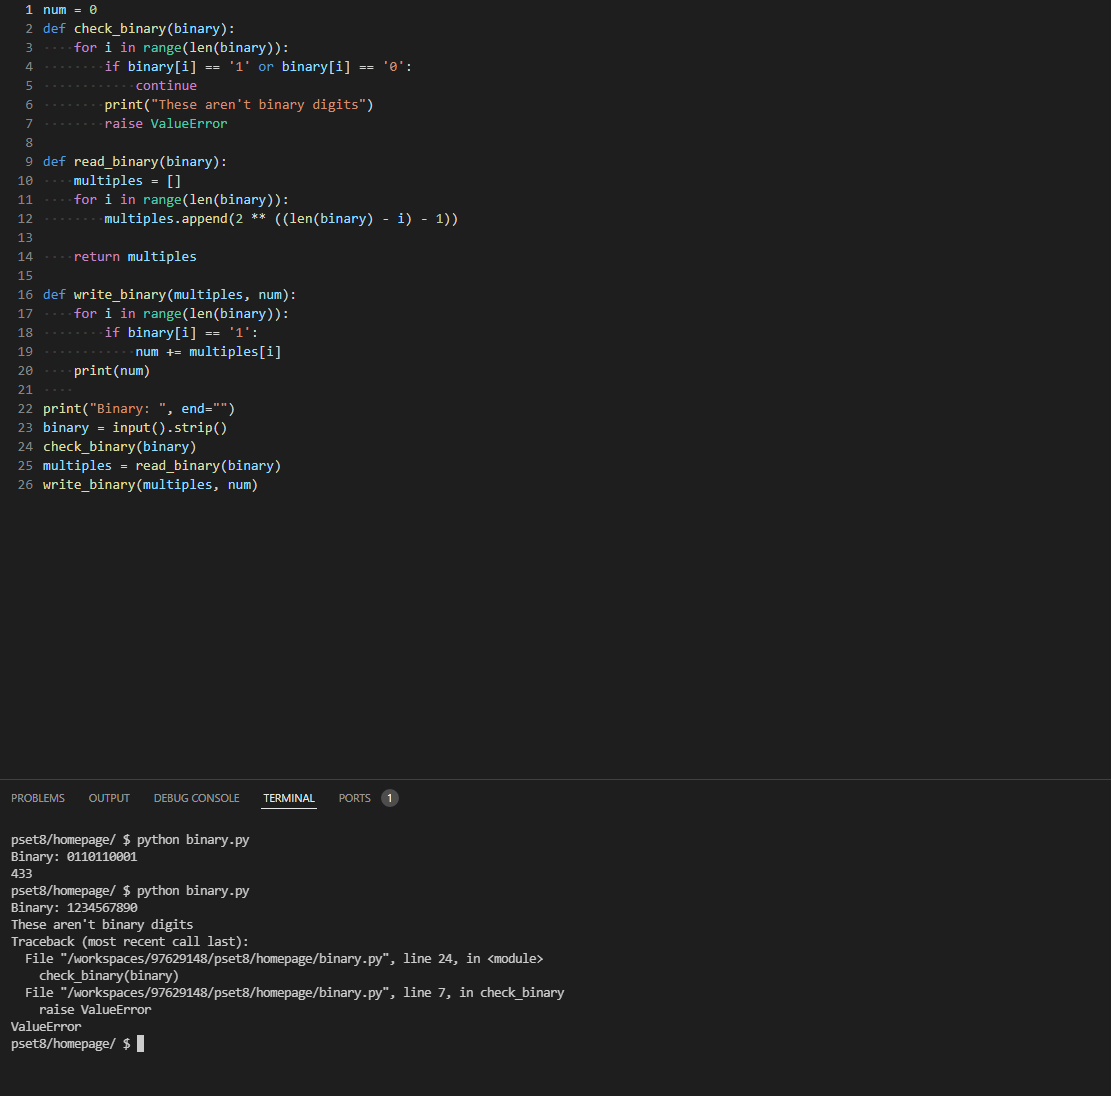 1 num = 0
2 def check_binary(binary):
3 ····for i in range(len(binary)):
4 ········if binary[i] == '1' or binary[i] == '0':
5 ············continue
6 ········print("These aren't binary digits")
7 ········raise ValueError
8
9 def read_binary(binary):
10 ····multiples = []
11 ····for i in range(len(binary)):
12 ········multiples.append(2 ** ((len(binary) - i) - 1))
13
14 ····return multiples
15
16 def write_binary(multiples, num):
17 ····for i in range(len(binary)):
18 ········if binary[i] == '1':
19 ············num += multiples[i]
20 ····print(num)
21 ····
22 print("Binary: ", end="")
23 binary = input().strip()
24 check_binary(binary)
25 multiples = read_binary(binary)
26 write_binary(multiples, num)
PROBLEMS OUTPUT DEBUG CONSOLE TERMINAL PORTS 1
pset8/homepage/ $ python binary.py
Binary: 0110110001
433
pset8/homepage/ $ python binary.py
Binary: 1234567890
These aren't binary digits
Traceback (most recent call last):
  File "/workspaces/97629148/pset8/homepage/binary.py", line 24, in <module>
    check_binary(binary)
  File "/workspaces/97629148/pset8/homepage/binary.py", line 7, in check_binary
    raise ValueError
ValueError
pset8/homepage/ $